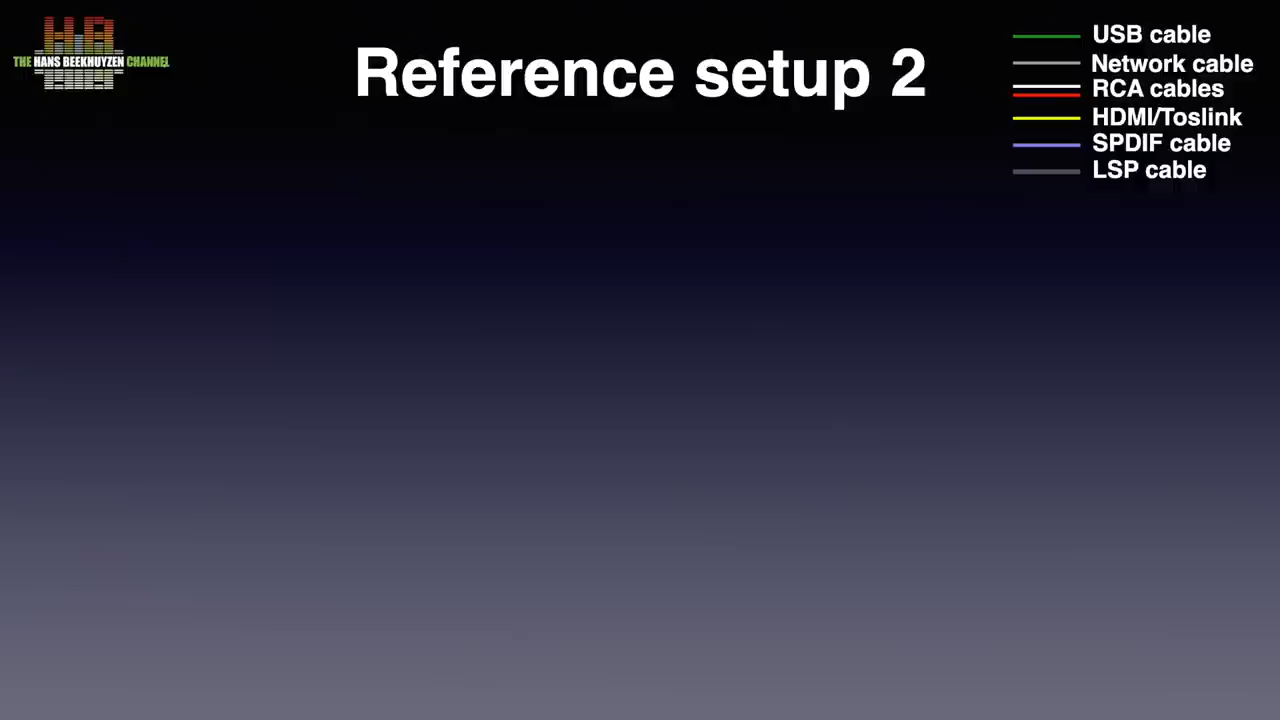 THE HANS BEEKHUYZEN CHANNEL
Reference setup 2
USB cable
Network cable
RCA cables
HDMI/Toslink
SPDIF cable
LSP cable